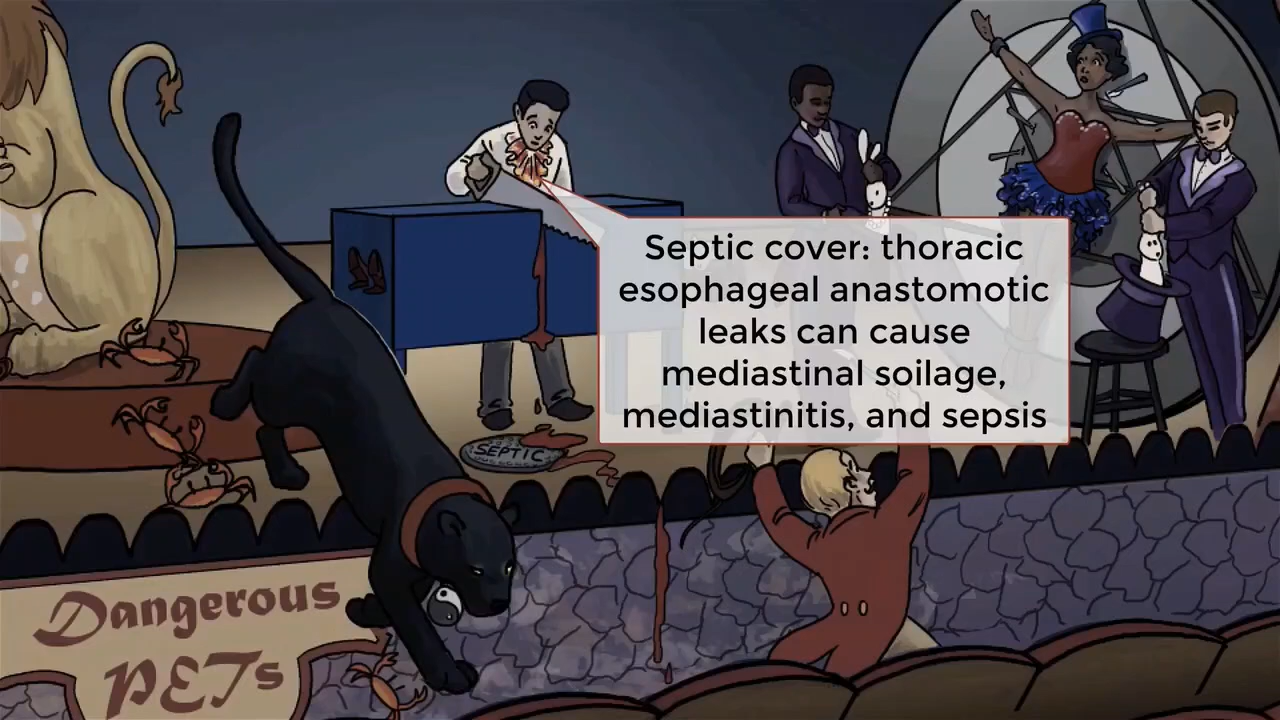 Septic cover: thoracic
esophageal anastomotic
leaks can cause
mediastinal soilage,
mediastinitis, and sepsis
SEPTIC
Dangerous
PETs